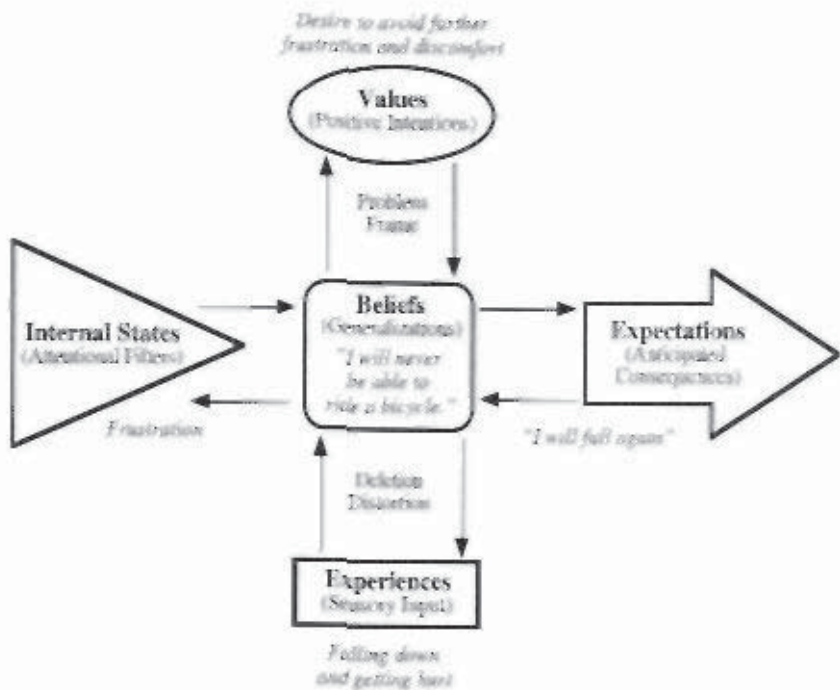 Desire to avoid further
frustration and discomfort
Values
(Positive Intentions)
Problem
Frame
Internal States
(Attentional Filters)
Beliefs
(Generalizations)
"I will never
be able to
ride a bicycle."
Expectations
(Anticipated
Consequences)
Frustration
"I will fall again"
Deletion
Distortion
Experiences
(Sensory Input)
Falling down
and getting hurt